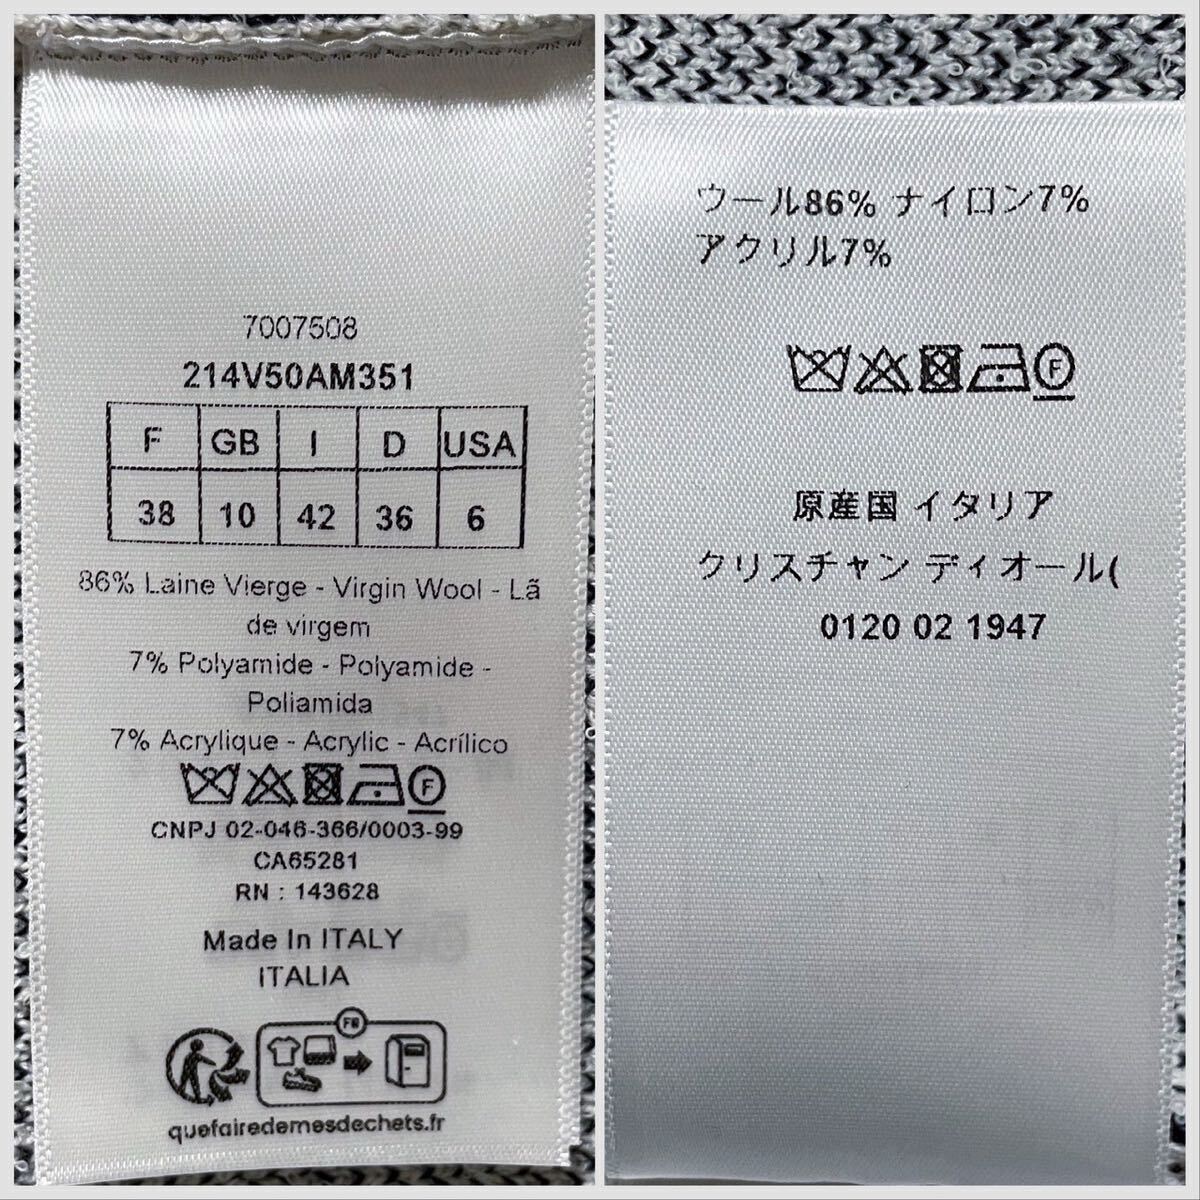 7007508
214V50AM351
F GB I D USA
38 10 42 36 6
86% Laine Vierge - Virgin Wool - Lã
de virgem
7% Polyamide - Polyamide -
Poliamida
7% Acrylique - Acrylic - Acrílico
F
CNPJ 02-046-366/0003-99
CA65281
RN : 143628
Made In ITALY
ITALIA
FR
quefairedemesdechets.fr
ウール86% ナイロン7%
アクリル7%
F
原産国 イタリア
クリスチャン ディオール(
0120 02 1947